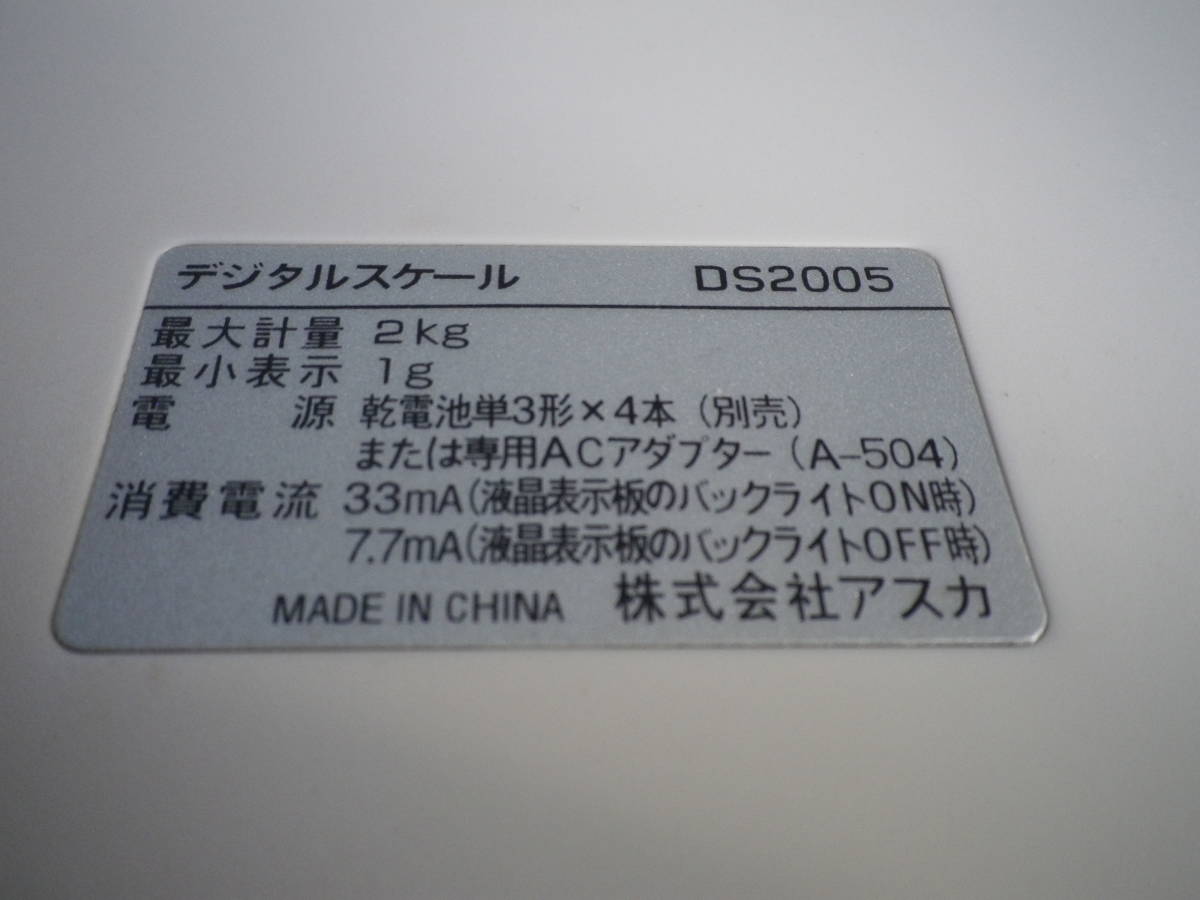 デジタルスケール DS2005
最大計量 2kg
最小表示 1g
電源 乾電池単3形×4本(別売)
または専用ACアダプター(A-504)
消費電流 33mA(液晶表示板のバックライトON時)
7.7mA(液晶表示板のバックライトOFF時)
MADE IN CHINA 株式会社アスカ